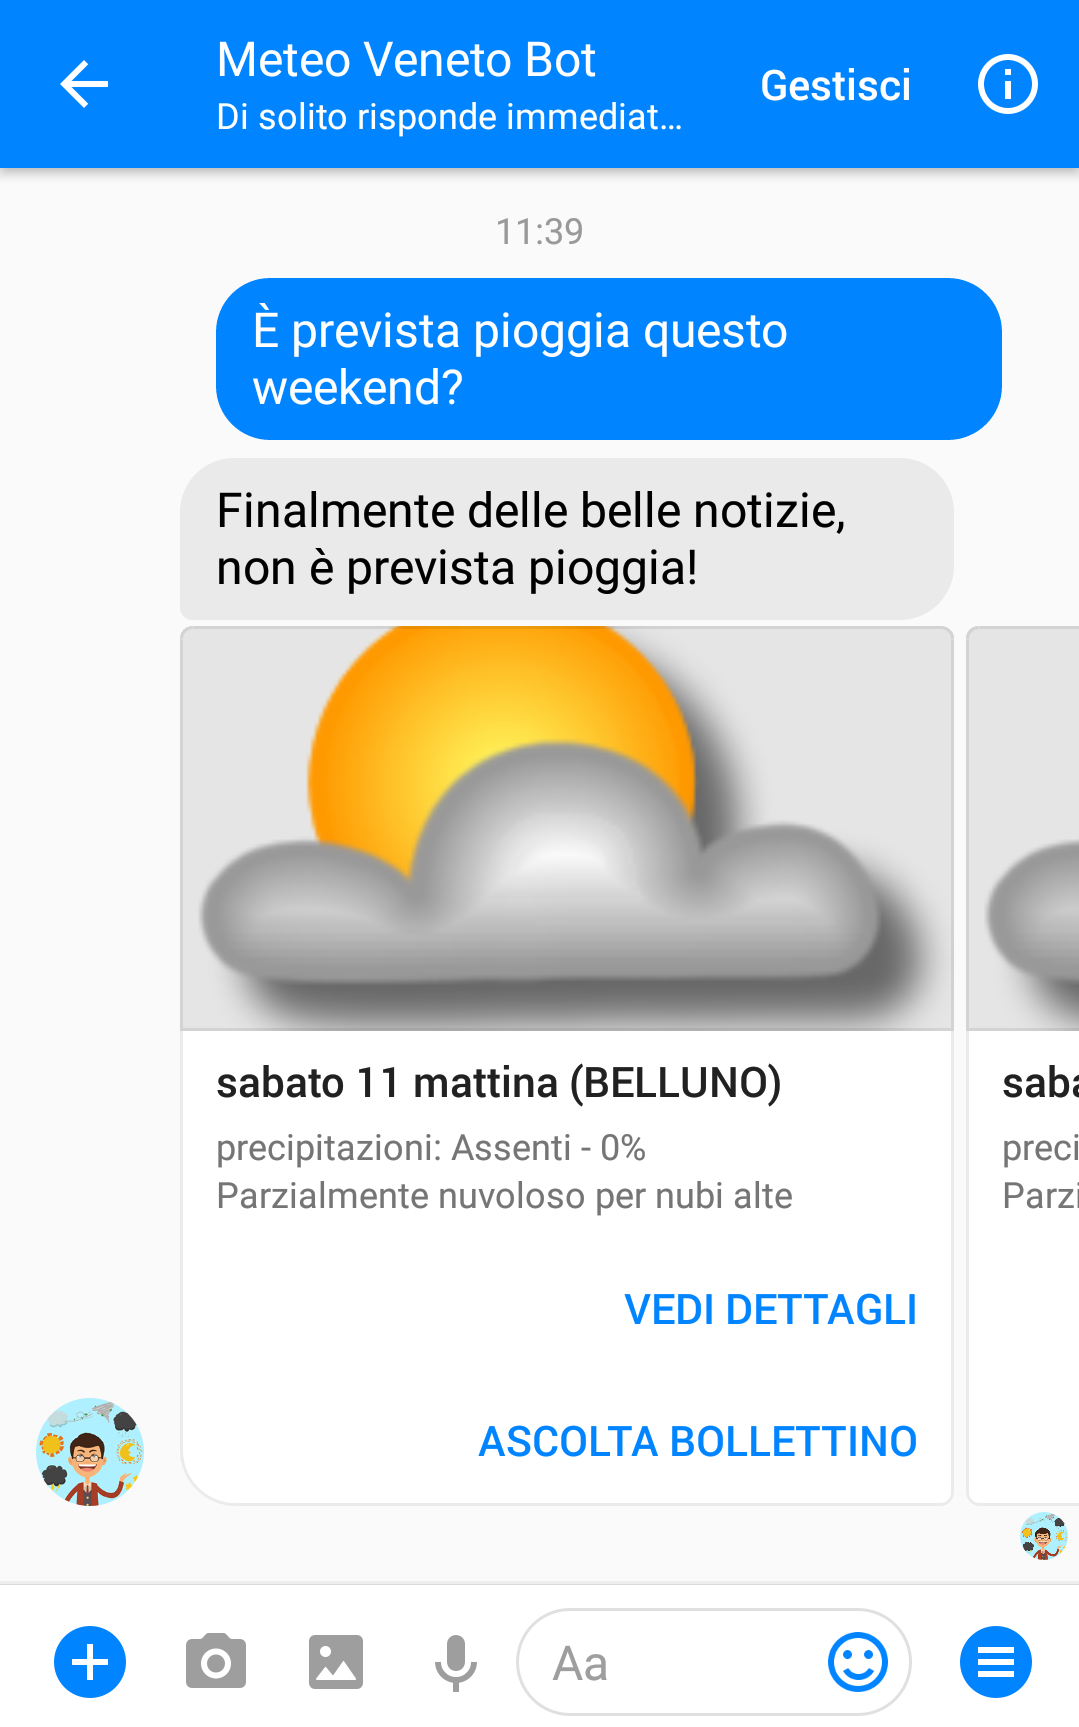 Meteo Veneto Bot
Di solito risponde immediat...
Gestisci
11:39
È prevista pioggia questo
weekend?
Finalmente delle belle notizie,
non è prevista pioggia!
sabato 11 mattina (BELLUNO)
precipitazioni: Assenti - 0%
Parzialmente nuvoloso per nubi alte
VEDI DETTAGLI
ASCOLTA BOLLETTINO
saba
preci
Parzi
Aa